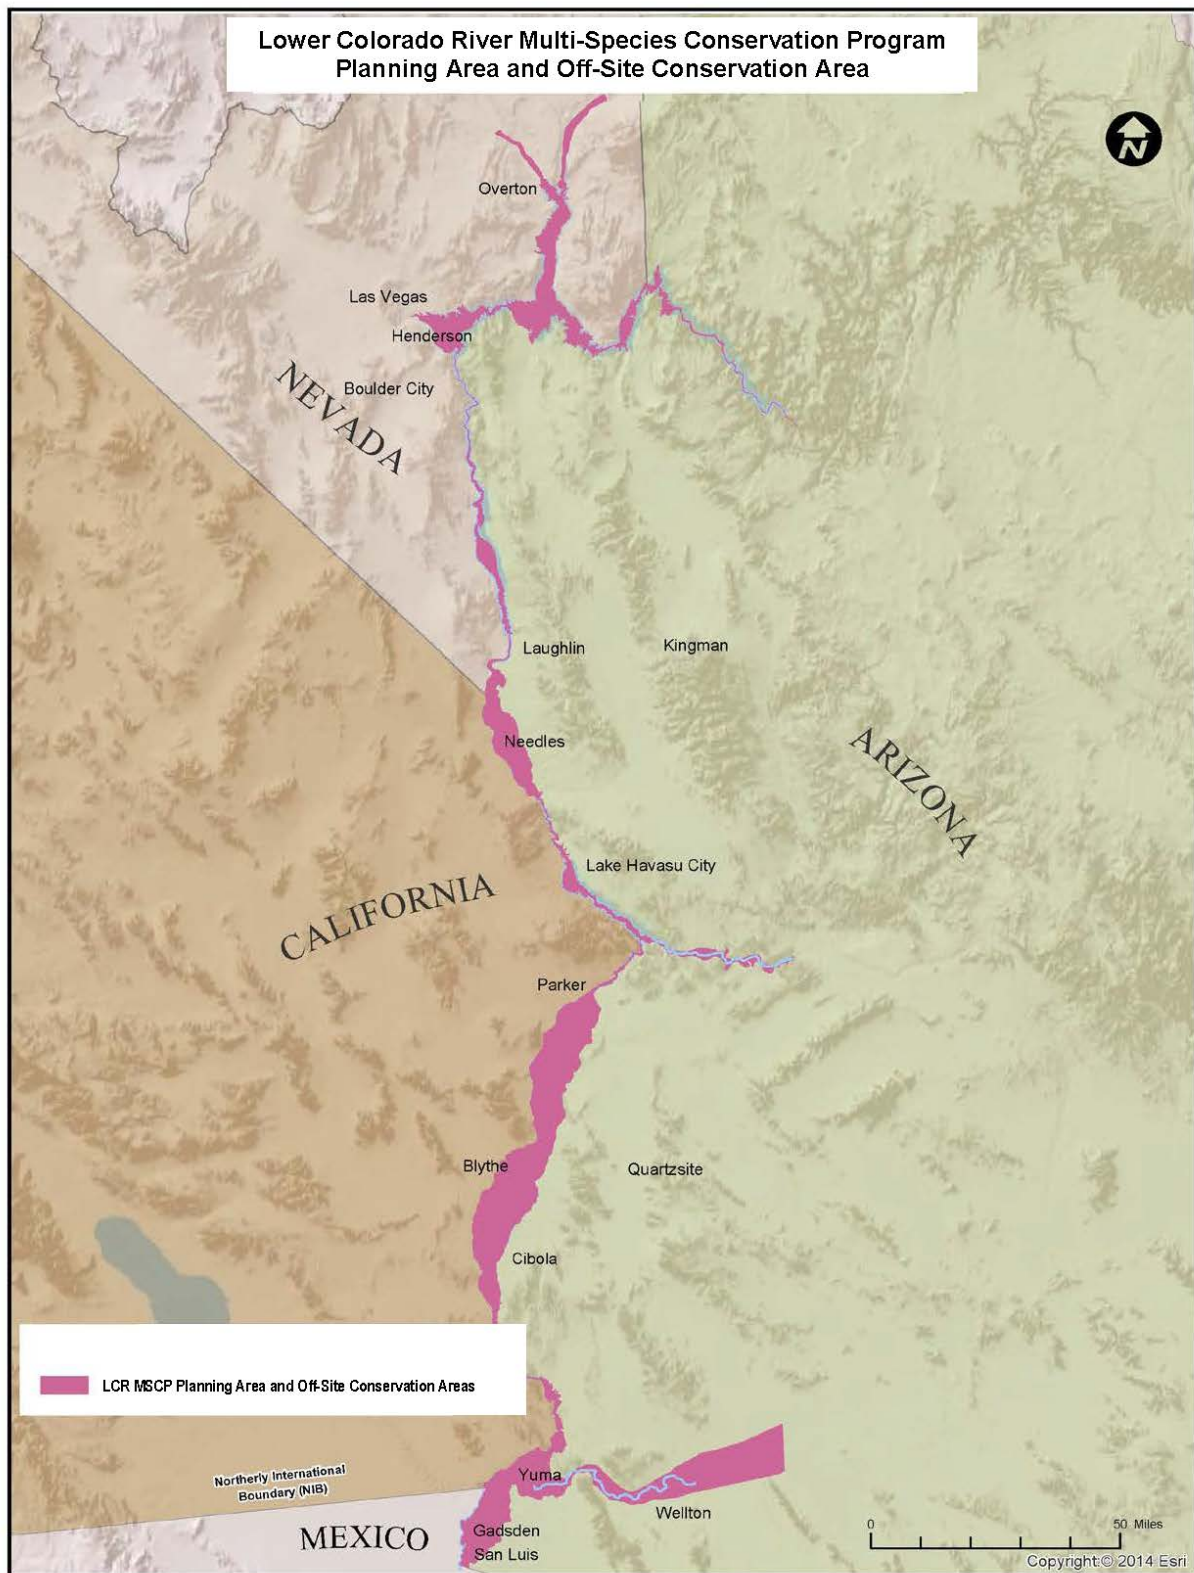 Lower Colorado River Multi-Species Conservation Program
Planning Area and Off-Site Conservation Area
N
Overton
Las Vegas
Henderson
Boulder City
NEVADA
Laughlin
Kingman
Needles
ARIZONA
Lake Havasu City
CALIFORNIA
Parker
Blythe
Quartzsite
Cibola
LCR MSCP Planning Area and Off-Site Conservation Areas
Northerly International
Boundary (NIB)
Yuma
Wellton
MEXICO
Gadsden
San Luis
0
50 Miles
Copyright:© 2014 Esri